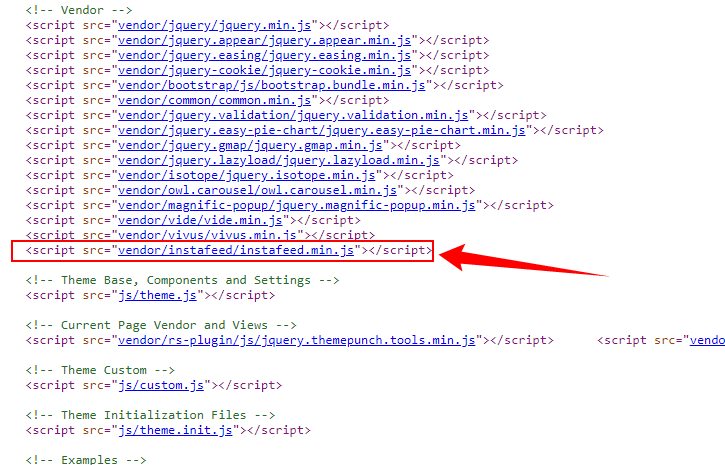 <!-- Vendor -->
<script src="vendor/jquery/jquery.min.js"></script>
<script src="vendor/jquery.appear/jquery.appear.min.js"></script>
<script src="vendor/jquery.easing/jquery.easing.min.js"></script>
<script src="vendor/jquery-cookie/jquery-cookie.min.js"></script>
<script src="vendor/bootstrap/js/bootstrap.bundle.min.js"></script>
<script src="vendor/common/common.min.js"></script>
<script src="vendor/jquery.validation/jquery.validation.min.js"></script>
<script src="vendor/jquery.easy-pie-chart/jquery.easy-pie-chart.min.js"></script>
<script src="vendor/jquery.gmap/jquery.gmap.min.js"></script>
<script src="vendor/jquery.lazyload/jquery.lazyload.min.js"></script>
<script src="vendor/isotope/jquery.isotope.min.js"></script>
<script src="vendor/owl.carousel/owl.carousel.min.js"></script>
<script src="vendor/magnific-popup/jquery.magnific-popup.min.js"></script>
<script src="vendor/vide/vide.min.js"></script>
<script src="vendor/vivus/vivus.min.js"></script>
<script src="vendor/instafeed/instafeed.min.js"></script>
<!-- Theme Base, Components and Settings -->
<script src="js/theme.js"></script>
<!-- Current Page Vendor and Views -->
<script src="vendor/rs-plugin/js/jquery.themepunch.tools.min.js"></script> <script src="vendo
<!-- Theme Custom -->
<script src="js/custom.js"></script>
<!-- Theme Initialization Files -->
<script src="js/theme.init.js"></script>
<!-- Examples -->